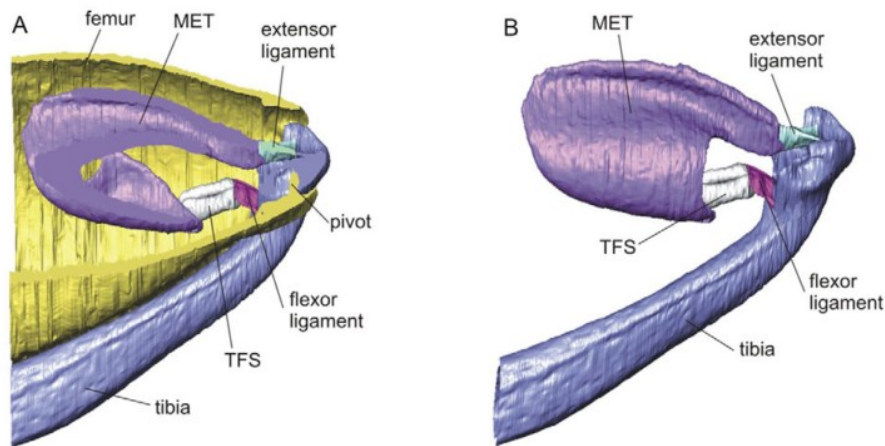 A
femur
MET
extensor
ligament
pivot
flexor
ligament
TFS
tibia
B
MET
extensor
ligament
TFS
flexor
ligament
tibia